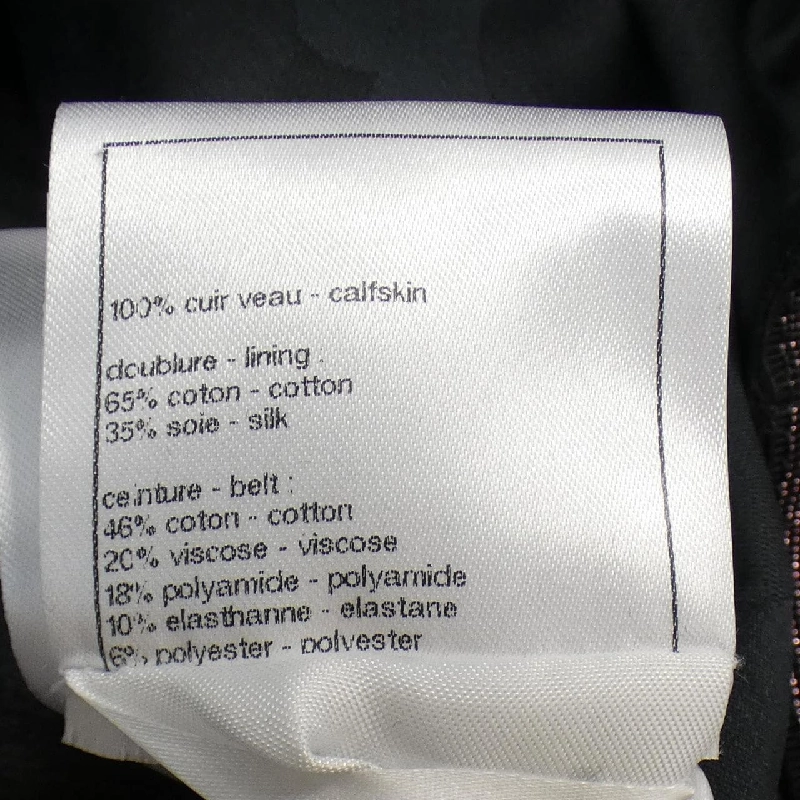 100% cuir veau - calfskin
doublure - lining :
65% coton - cotton
35% soie - silk
ceinture - belt :
46% coton - cotton
20% viscose - viscose
18% polyamide - polyamide
10% elasthanne - elastane
6% polyester - polyester